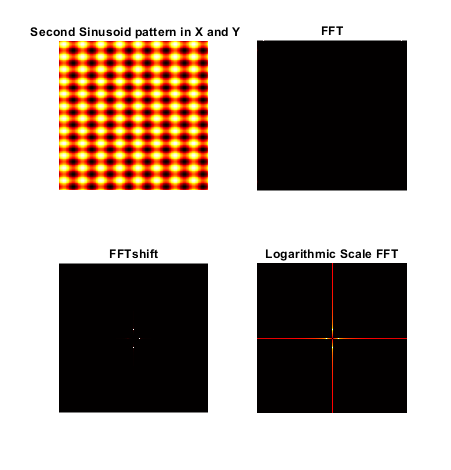 Second Sinusoid pattern in X and Y
FFT
FFTshift
Logarithmic Scale FFT